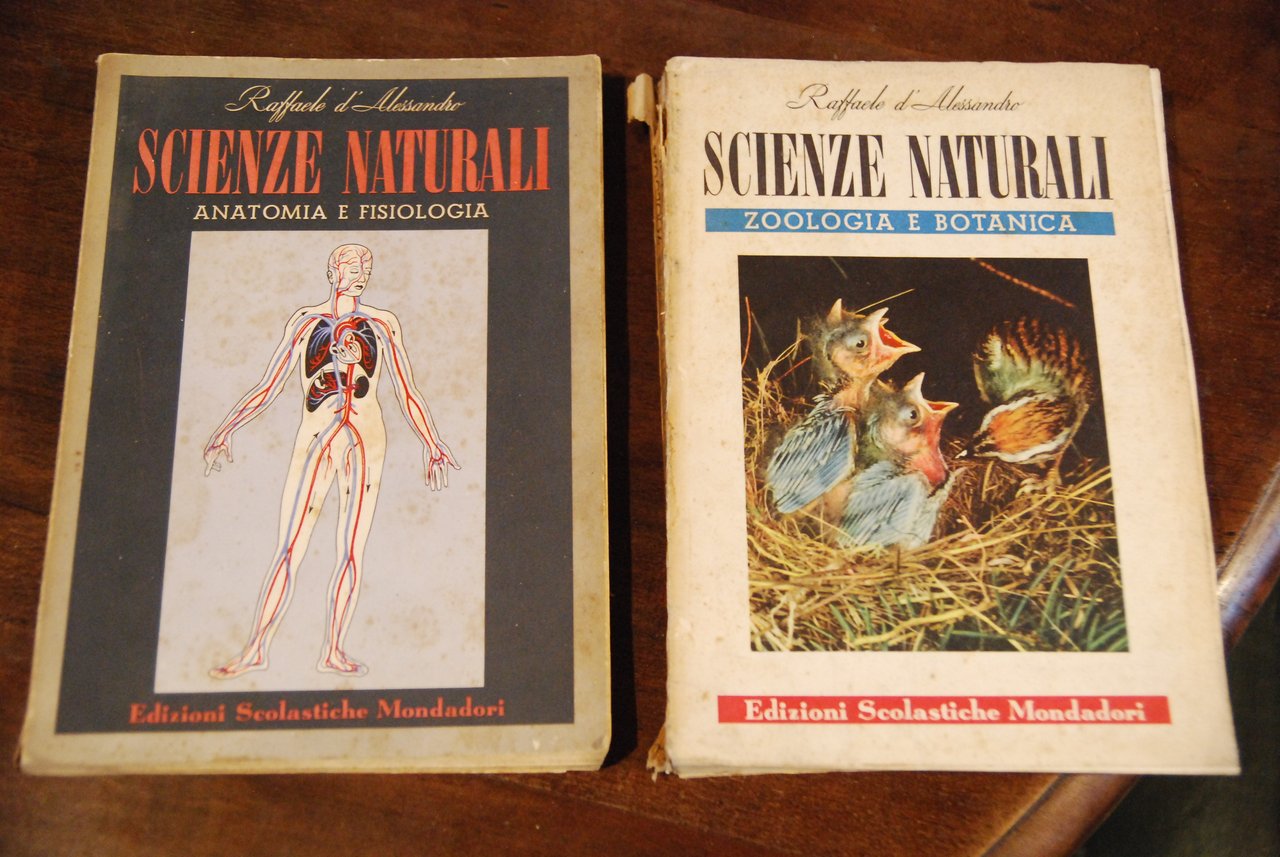 Raffaele d'Alessandro
SCIENZE NATURALI
ANATOMIA E FISIOLOGIA
Edizioni Scolastiche Mondadori
Raffaele d'Alessandro
SCIENZE NATURALI
ZOOLOGIA E BOTANICA
Edizioni Scolastiche Mondadori